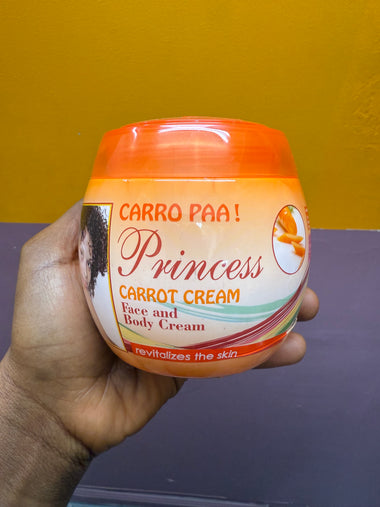 CARRO PAA!
Princess
CARROT CREAM
Face and
Body Cream
revitalizes the skin